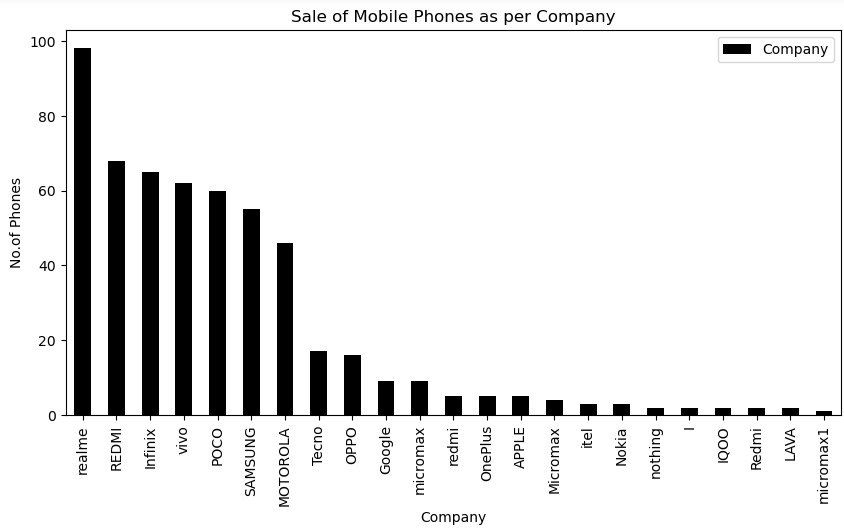 Sale of Mobile Phones as per Company
Company
No.of Phones
100
80
60
40
20
0
realme
REDMI
Infinix
vivo
POCO
SAMSUNG
MOTOROLA
Tecno
OPPO
Google
micromax
redmi
OnePlus
APPLE
Micromax
itel
Nokia
nothing
I
IQOO
Redmi
LAVA
micromax1
Company